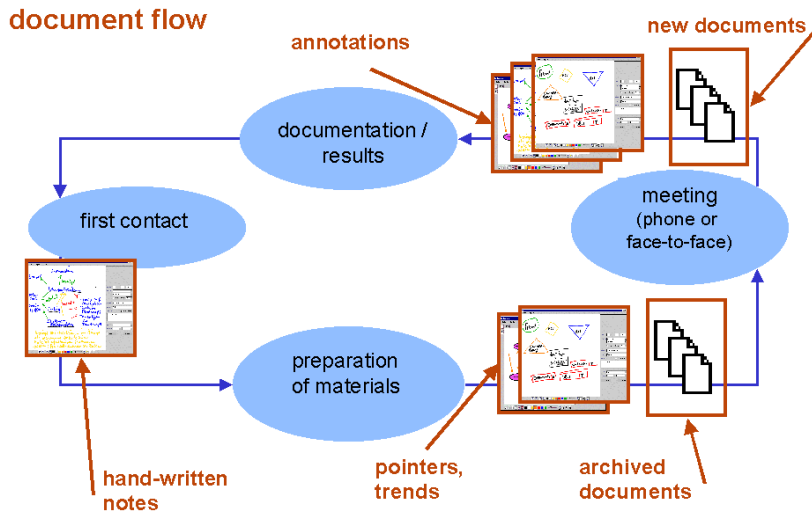 document flow
annotations
new documents
documentation /
results
meeting
(phone or
face-to-face)
first contact
preparation
of materials
hand-written
notes
pointers,
trends
archived
documents